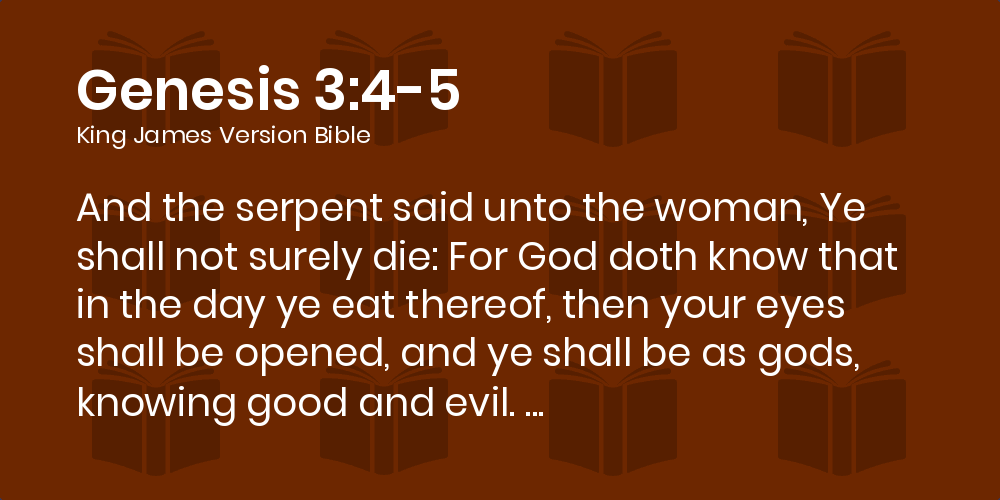 Genesis 3:4-5
King James Version Bible
And the serpent said unto the woman, Ye
shall not surely die: For God doth know that
in the day ye eat thereof, then your eyes
shall be opened, and ye shall be as gods,
knowing good and evil. ...